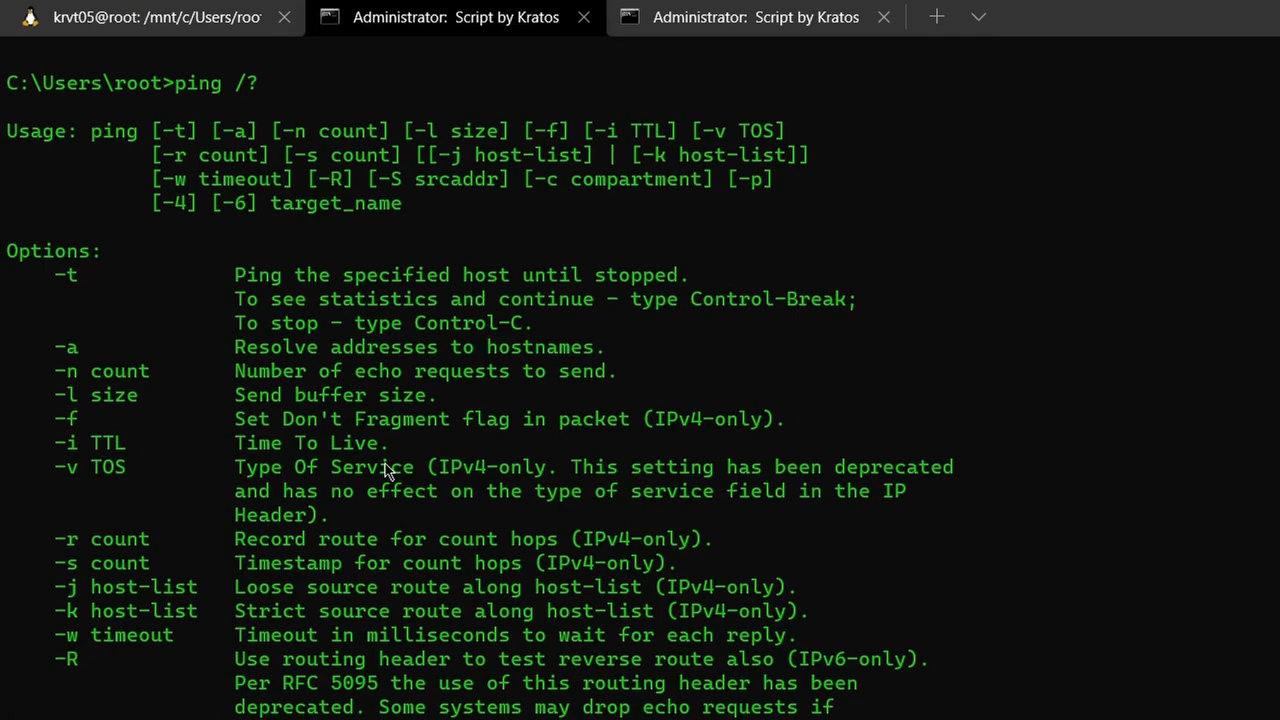 krvt05@root: /mnt/c/Users/root
Administrator: Script by Kratos
Administrator: Script by Kratos
C:\Users\root>ping /?
Usage: ping [-t] [-a] [-n count] [-l size] [-f] [-i TTL] [-v TOS]
[-r count] [-s count] [[-j host-list] | [-k host-list]]
[-w timeout] [-R] [-S srcaddr] [-c compartment] [-p]
[-4] [-6] target_name
Options:
-t Ping the specified host until stopped.
To see statistics and continue - type Control-Break;
To stop - type Control-C.
-a Resolve addresses to hostnames.
-n count Number of echo requests to send.
-l size Send buffer size.
-f Set Don't Fragment flag in packet (IPv4-only).
-i TTL Time To Live.
-v TOS Type Of Service (IPv4-only. This setting has been deprecated
and has no effect on the type of service field in the IP
Header).
-r count Record route for count hops (IPv4-only).
-s count Timestamp for count hops (IPv4-only).
-j host-list Loose source route along host-list (IPv4-only).
-k host-list Strict source route along host-list (IPv4-only).
-w timeout Timeout in milliseconds to wait for each reply.
-R Use routing header to test reverse route also (IPv6-only).
Per RFC 5095 the use of this routing header has been
deprecated. Some systems may drop echo requests if